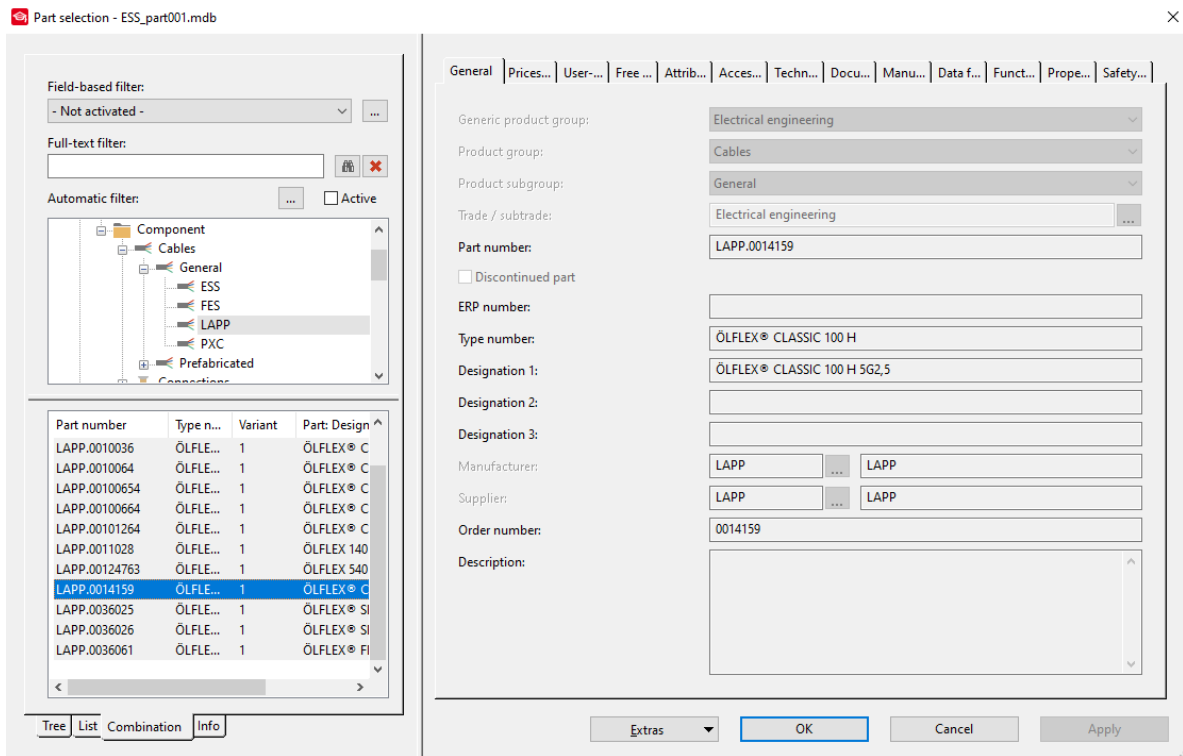 Part selection - ESS_part001.mdb
Field-based filter:
- Not activated -
...
Full-text filter:
Automatic filter:
...
Active
Component
Cables
General
ESS
FES
LAPP
PXC
Prefabricated
Connections
Part number Type n... Variant Part: Design
LAPP.0010036 ÖLFLE... 1 ÖLFLEX® C
LAPP.0010064 ÖLFLE... 1 ÖLFLEX® C
LAPP.00100654 ÖLFLE... 1 ÖLFLEX® C
LAPP.00100664 ÖLFLE... 1 ÖLFLEX® C
LAPP.00101264 ÖLFLE... 1 ÖLFLEX® C
LAPP.0011028 ÖLFLE... 1 ÖLFLEX 140
LAPP.00124763 ÖLFLE... 1 ÖLFLEX 540
LAPP.0014159 ÖLFLE... 1 ÖLFLEX® C
LAPP.0036025 ÖLFLE... 1 ÖLFLEX® SI
LAPP.0036026 ÖLFLE... 1 ÖLFLEX® SI
LAPP.0036061 ÖLFLE... 1 ÖLFLEX® FI
Tree List Combination Info
General Prices... User-... Free ... Attrib... Acces... Techn... Docu... Manu... Data f... Funct... Prope... Safety...
Generic product group: Electrical engineering
Product group: Cables
Product subgroup: General
Trade / subtrade: Electrical engineering ...
Part number: LAPP.0014159
Discontinued part
ERP number:
Type number: ÖLFLEX® CLASSIC 100 H
Designation 1: ÖLFLEX® CLASSIC 100 H 5G2,5
Designation 2:
Designation 3:
Manufacturer: LAPP ... LAPP
Supplier: LAPP ... LAPP
Order number: 0014159
Description:
Extras OK Cancel Apply